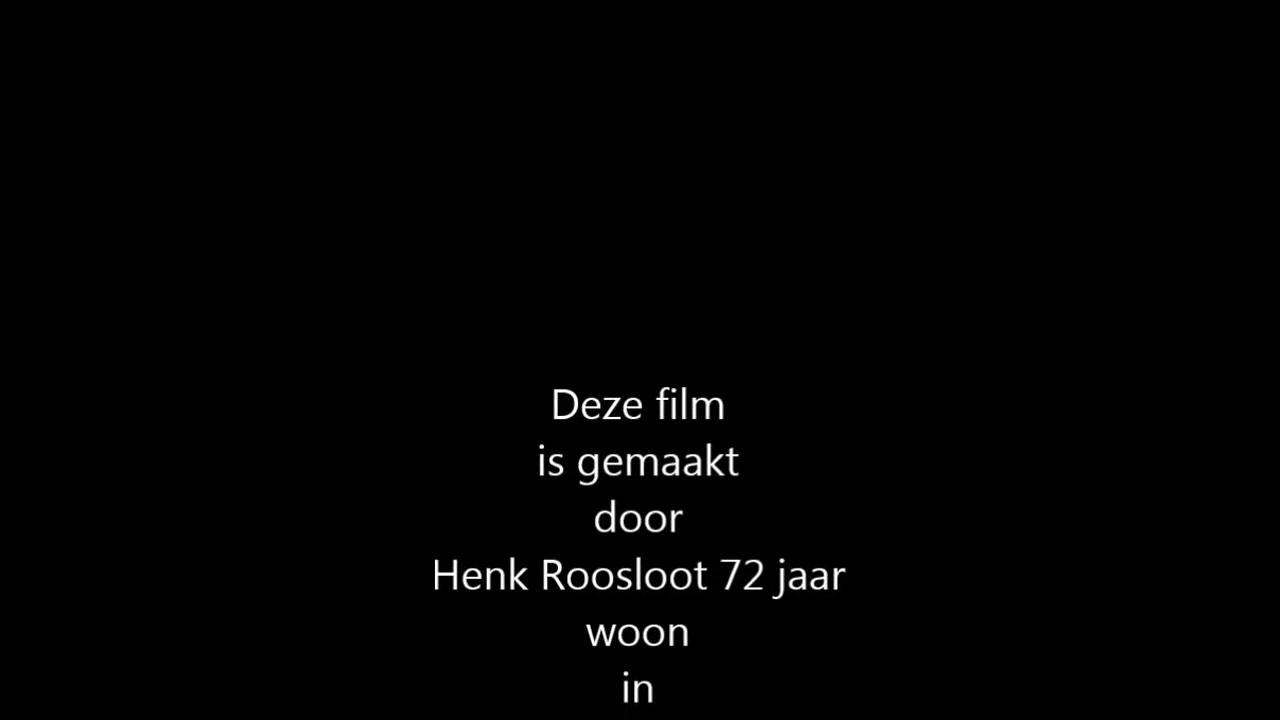 Deze film
is gemaakt
door
Henk Roosloot 72 jaar
woon
in